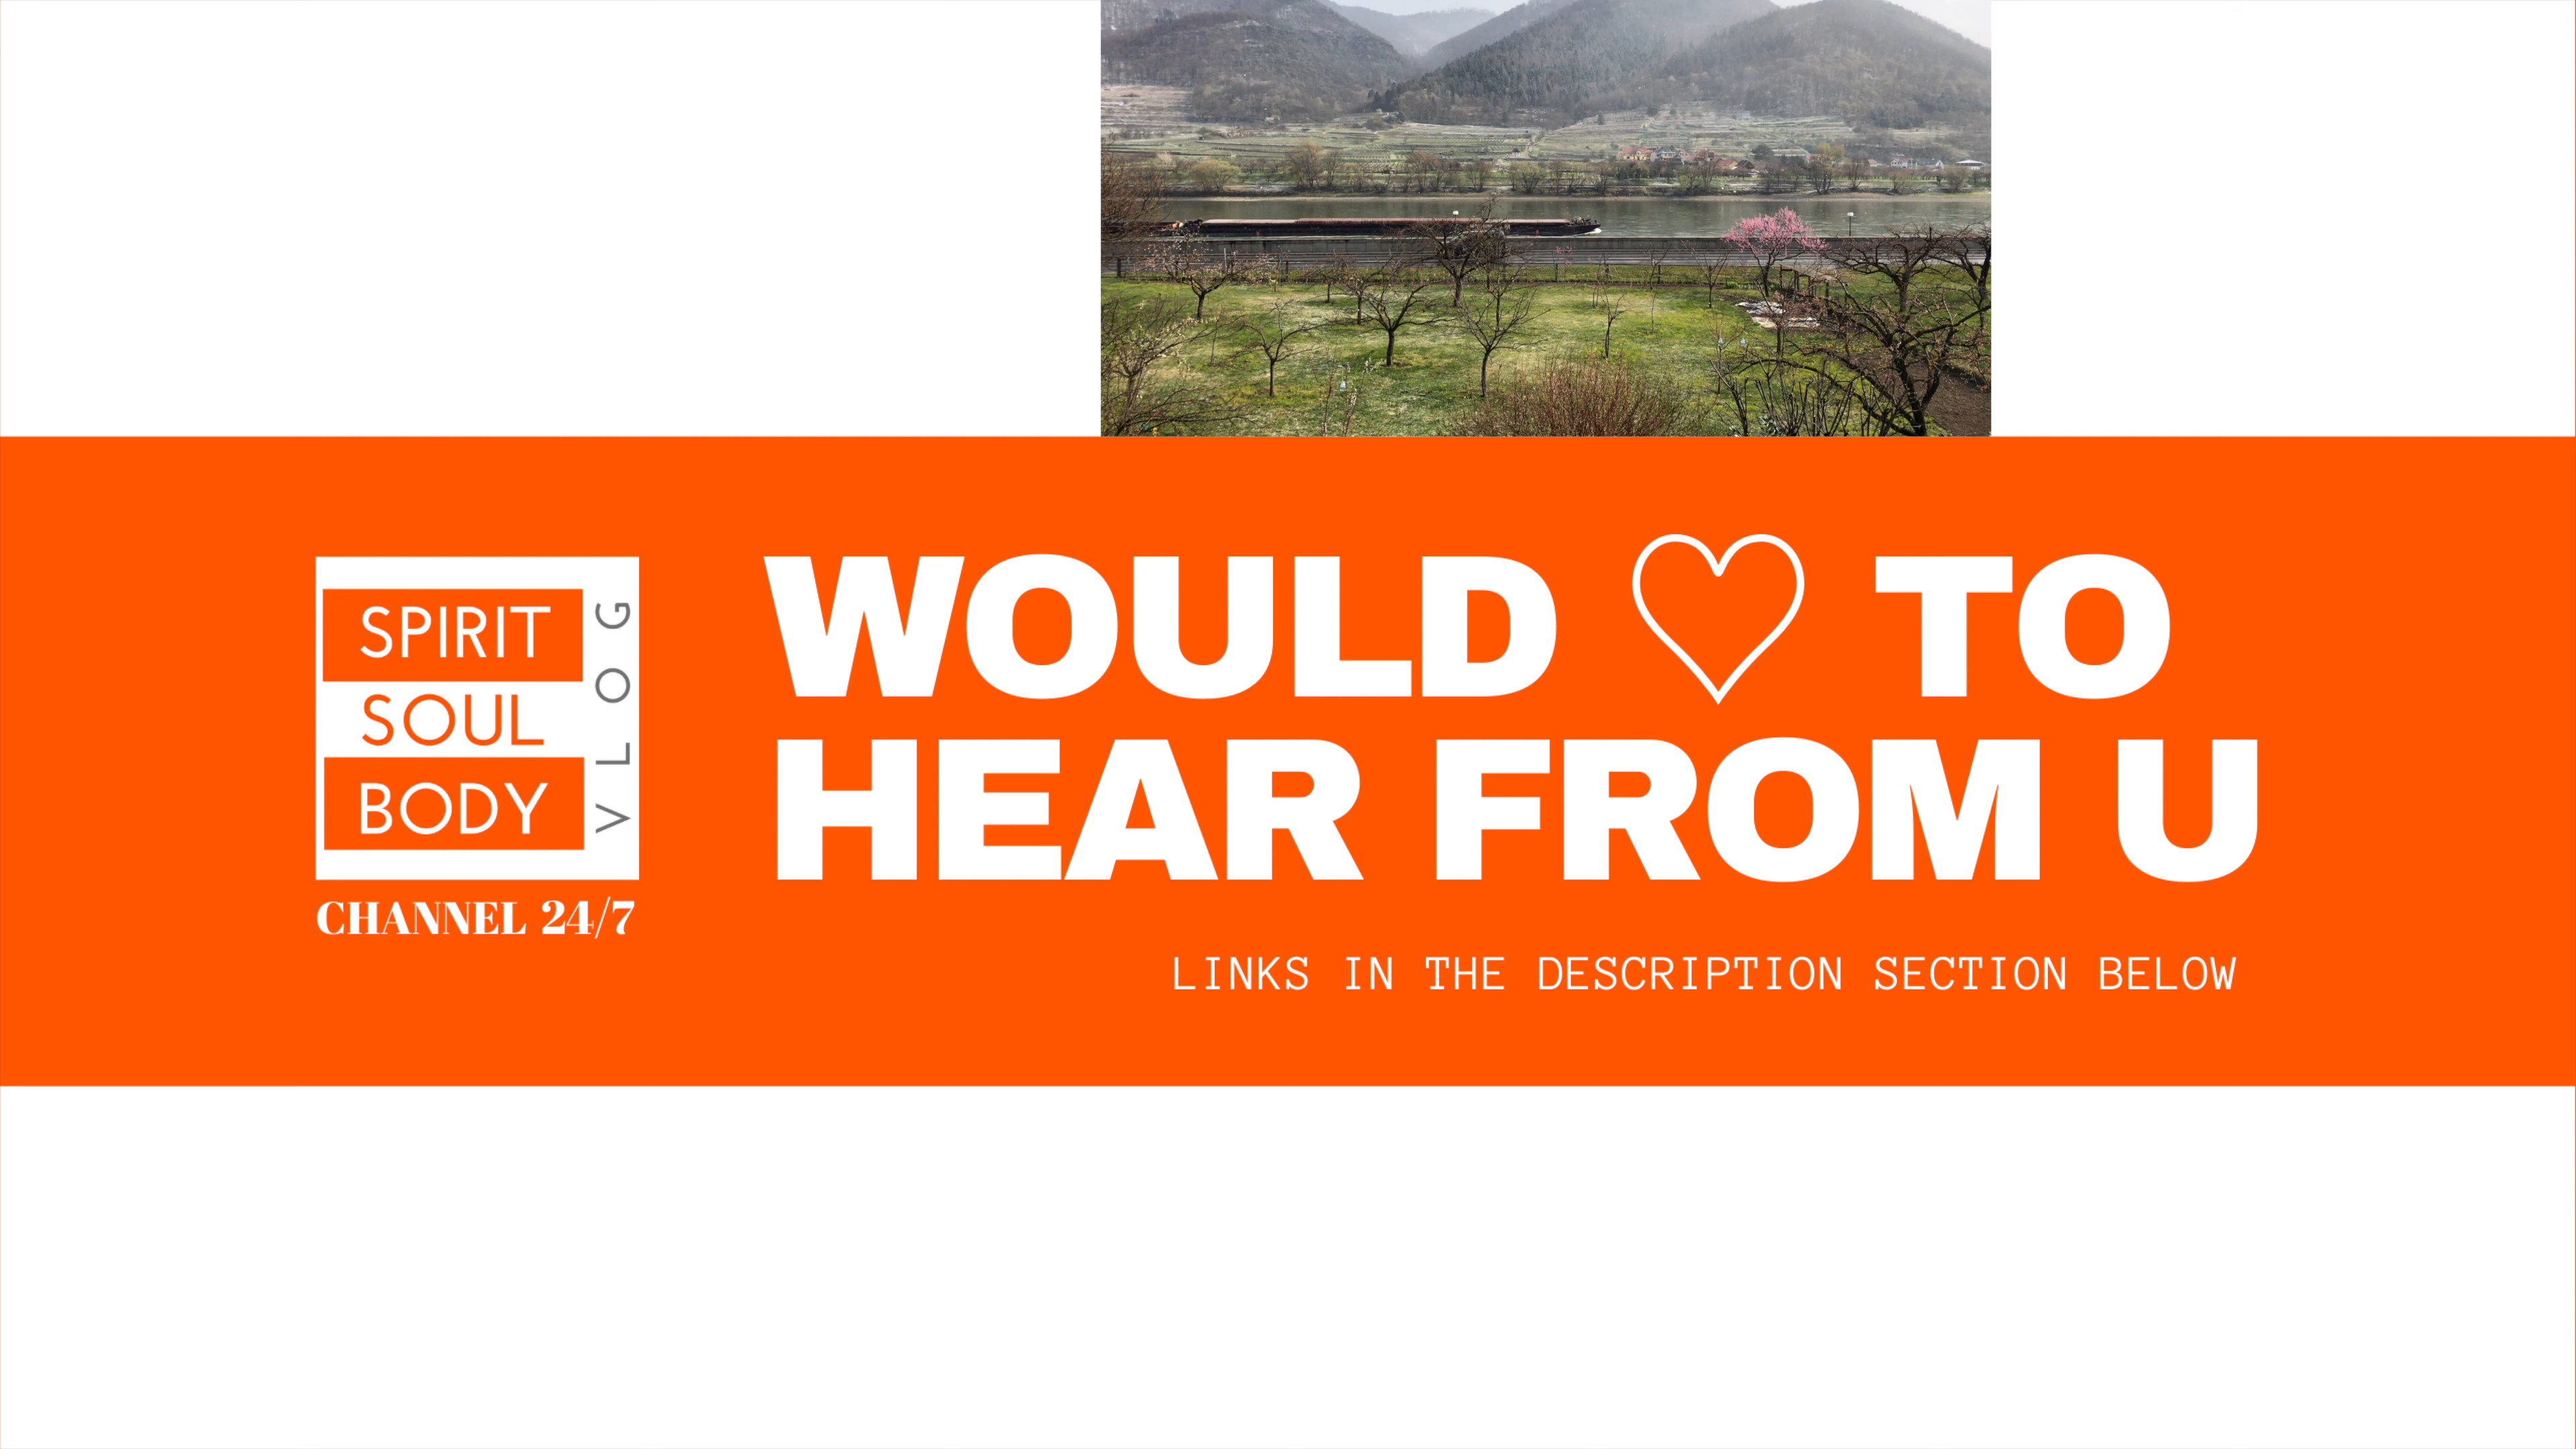 SPIRIT
SOUL
BODY
VLOG
CHANNEL 24/7
WOULD ♡ TO
HEAR FROM U
LINKS IN THE DESCRIPTION SECTION BELOW